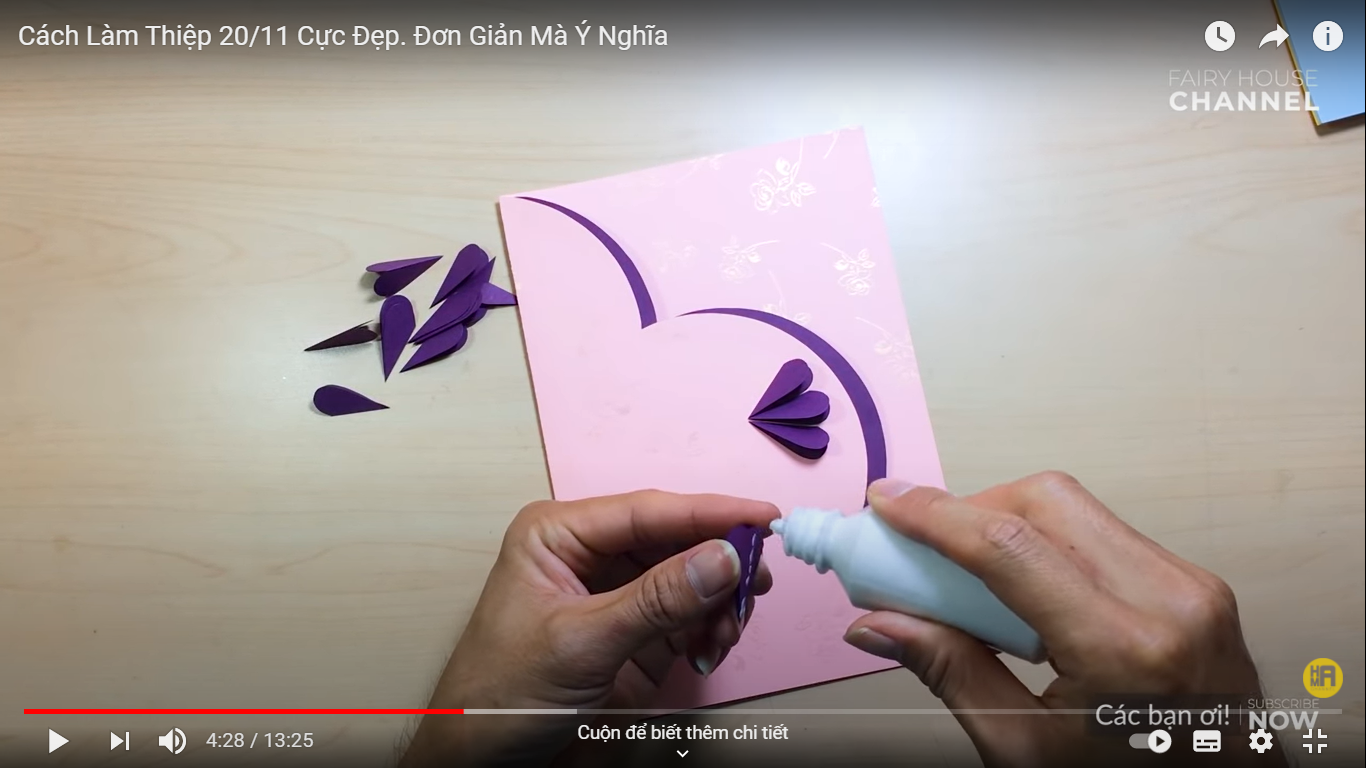 Cách Làm Thiệp 20/11 Cực Đẹp. Đơn Giản Mà Ý Nghĩa
FAIRY HOUSE
CHANNEL
Các bạn ơi!
SUBSCRIBE
NOW
4:28 / 13:25
Cuộn để biết thêm chi tiết